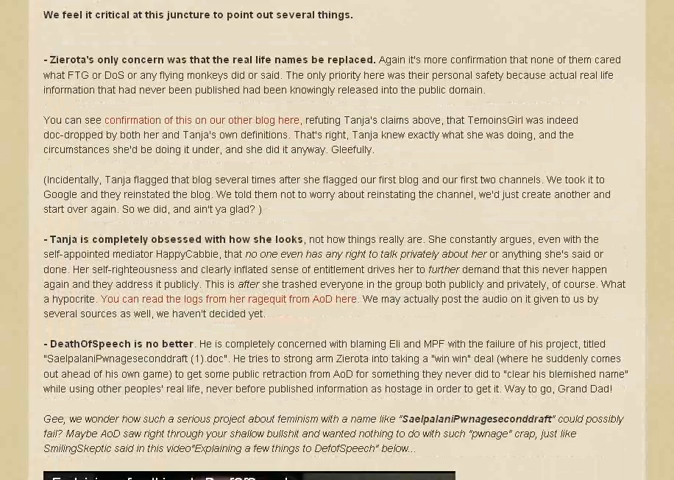 We feel it critical at this juncture to point out several things.
- Zierota's only concern was that the real life names be replaced. Again it's more confirmation that none of them cared
what FTG or DoS or any flying monkeys did or said. The only priority here was their personal safety because actual real life
information that had never been published had been knowingly released into the public domain.
You can see confirmation of this on our other blog here, refuting Tanja's claims above, that TemoinsGirl was indeed
doc-dropped by both her and Tanja's own definitions. That's right, Tanja knew exactly what she was doing, and the
circumstances she'd be doing it under, and she did it anyway. Gleefully.
(Incidentally, Tanja flagged that blog several times after she flagged our first blog and our first two channels. We took it to
Google and they reinstated the blog. We told them not to worry about reinstating the channel, we'd just create another and
start over again. So we did, and ain't ya glad? )
- Tanja is completely obsessed with how she looks, not how things really are. She constantly argues, even with the
self-appointed mediator HappyCabbie, that no one even has any right to talk privately about her or anything she's said or
done. Her self-righteousness and clearly inflated sense of entitlement drives her to further demand that this never happen
again and they address it publicly. This is after she trashed everyone in the group both publicly and privately, of course. What
a hypocrite. You can read the logs from her ragequit from AoD here. We may actually post the audio on it given to us by
several sources as well, we haven't decided yet.
- DeathOfSpeech is no better. He is completely concerned with blaming Eli and MPF with the failure of his project, titled
"SaelpalaniPwnageseconddraft (1).doc". He tries to strong arm Zierota into taking a "win win" deal (where he suddenly comes
out ahead of his own game) to get some public retraction from AoD for something they never did to "clear his blemished name"
while using other peoples' real life, never before published information as hostage in order to get it. Way to go, Grand Dad!
Gee, we wonder how such a serious project about feminism with a name like "SaelpalaniPwnageseconddraft" could possibly
fail? Maybe AoD saw right through your shallow bullshit and wanted nothing to do with such "pwnage" crap, just like
SmilingSkeptic said in this video"Explaining a few things to DefofSpeech" below...